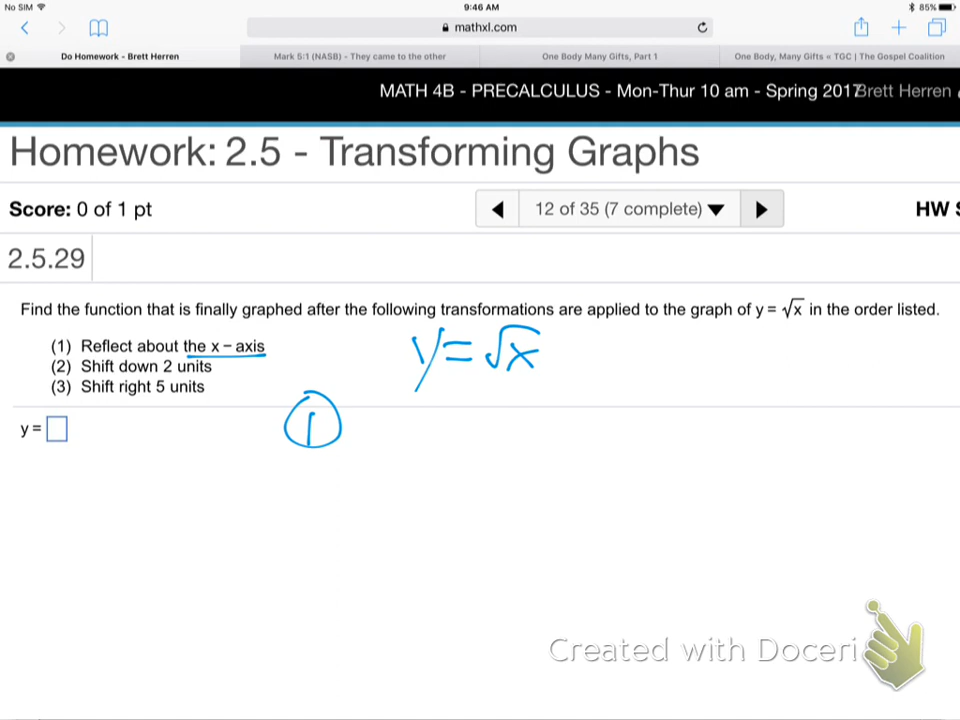 No SIM 9:46 AM 85%
mathxl.com
Do Homework - Brett Herren Mark 5:1 (NASB) - They came to the other One Body Many Gifts, Part 1 One Body, Many Gifts « TGC | The Gospel Coalition
MATH 4B - PRECALCULUS - Mon-Thur 10 am - Spring 2017 Brett Herren
Homework: 2.5 - Transforming Graphs
Score: 0 of 1 pt 12 of 35 (7 complete) HW S
2.5.29
Find the function that is finally graphed after the following transformations are applied to the graph of y = √x in the order listed.
(1) Reflect about the x – axis
y = √x
(2) Shift down 2 units
(3) Shift right 5 units
1
y =
Created with Doceri